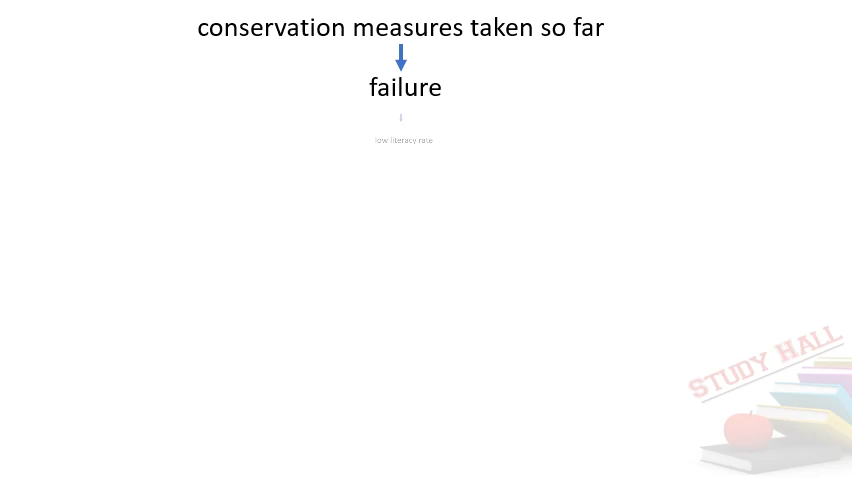 conservation measures taken so far
failure
low literacy rate
STUDY HALL